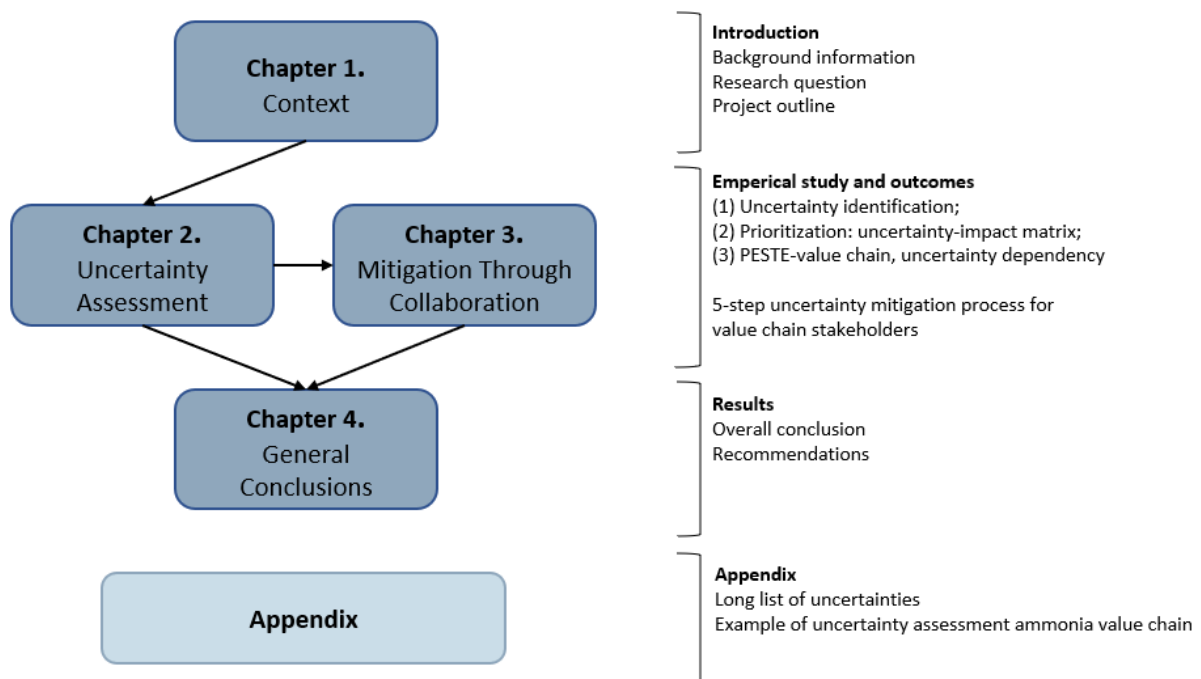 Chapter 1.
Context
Introduction
Background information
Research question
Project outline
Chapter 2.
Uncertainty
Assessment
Chapter 3.
Mitigation Through
Collaboration
Emperical study and outcomes
(1) Uncertainty identification;
(2) Prioritization: uncertainty-impact matrix;
(3) PESTE-value chain, uncertainty dependency
5-step uncertainty mitigation process for
value chain stakeholders
Chapter 4.
General
Conclusions
Results
Overall conclusion
Recommendations
Appendix
Appendix
Long list of uncertainties
Example of uncertainty assessment ammonia value chain